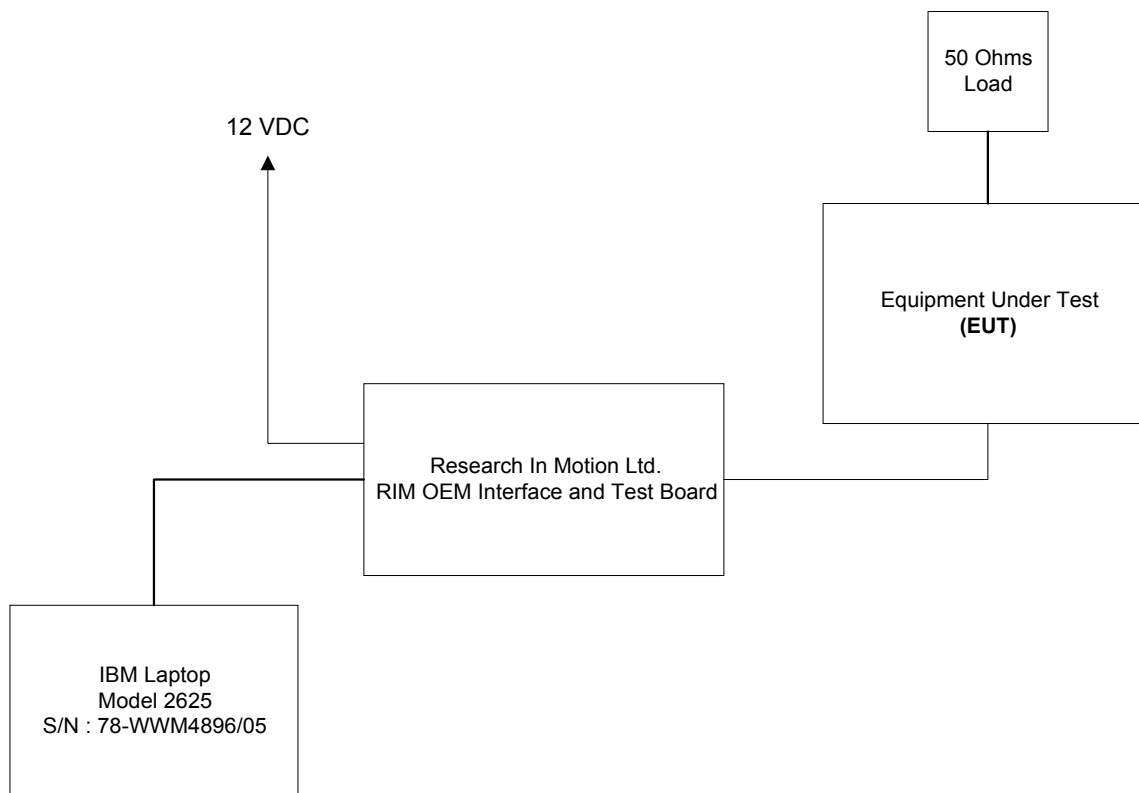 50 Ohms
Load
12 VDC
Equipment Under Test
(EUT)
Research In Motion Ltd.
RIM OEM Interface and Test Board
IBM Laptop
Model 2625
S/N : 78-WWM4896/05